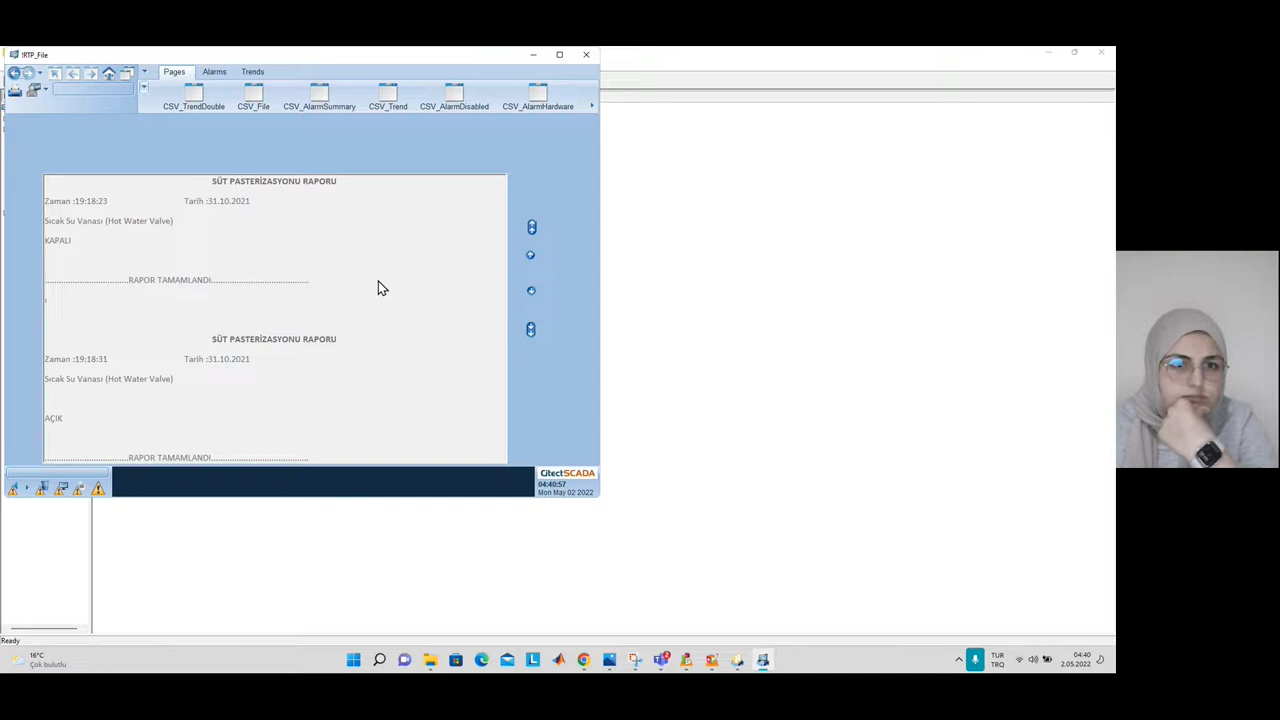 !RTP_File
Pages
Alarms
Trends
CSV_TrendDouble
CSV_File
CSV_AlarmSummary
CSV_Trend
CSV_AlarmDisabled
CSV_AlarmHardware
SÜT PASTERİZASYONU RAPORU
Zaman :19:18:23 Tarih :31.10.2021
Sıcak Su Vanası (Hot Water Valve)
KAPALI
....................................RAPOR TAMAMLANDI.........................................
SÜT PASTERİZASYONU RAPORU
Zaman :19:18:31 Tarih :31.10.2021
Sıcak Su Vanası (Hot Water Valve)
AÇIK
....................................RAPOR TAMAMLANDI.........................................
CitectSCADA
04:40:57
Mon May 02 2022
Ready
16°C
Çok bulutlu
TUR
TRQ
04:40
2.05.2022